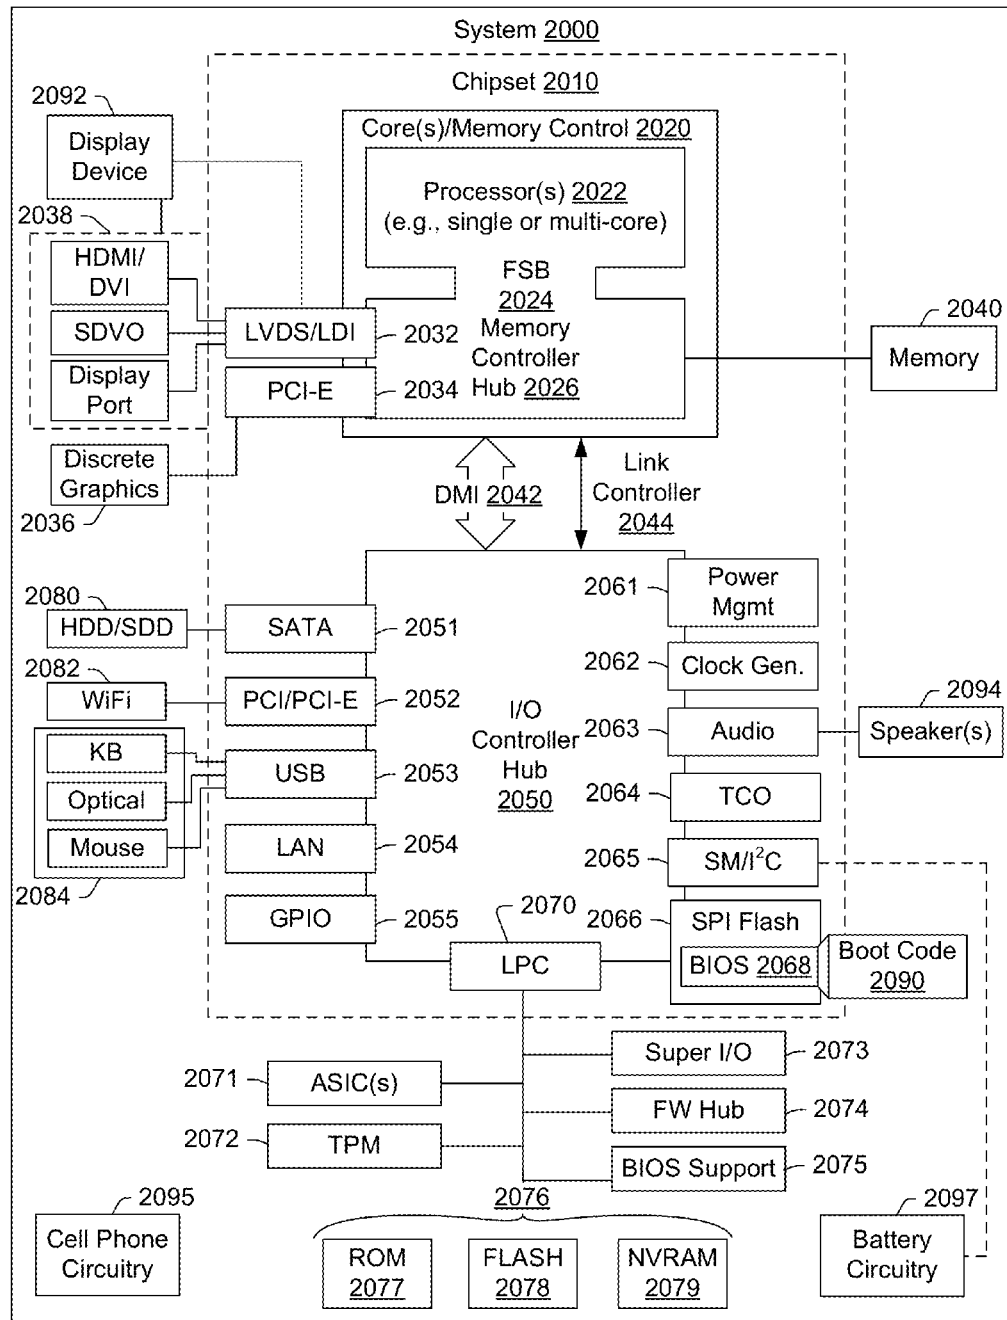 System 2000
Chipset 2010
2092
Display
Device
2038
HDMI/
DVI
SDVO
Display
Port
Discrete
Graphics
2036
Core(s)/Memory Control 2020
Processor(s) 2022
(e.g., single or multi-core)
FSB
2024
Memory
Controller
Hub 2026
LVDS/LDI
2032
PCI-E
2034
2040
Memory
DMI 2042
Link
Controller
2044
2080
HDD/SDD
2082
WiFi
KB
Optical
Mouse
2084
SATA
2051
PCI/PCI-E
2052
USB
2053
LAN
2054
GPIO
2055
I/O
Controller
Hub
2050
2061
Power
Mgmt
2062
Clock Gen.
2063
Audio
2094
Speaker(s)
2064
TCO
2065
SM/I²C
2066
SPI Flash
BIOS 2068
Boot Code
2090
2070
LPC
2071
ASIC(s)
2072
TPM
Super I/O
2073
FW Hub
2074
BIOS Support
2075
2076
ROM
2077
FLASH
2078
NVRAM
2079
2095
Cell Phone
Circuitry
2097
Battery
Circuitry